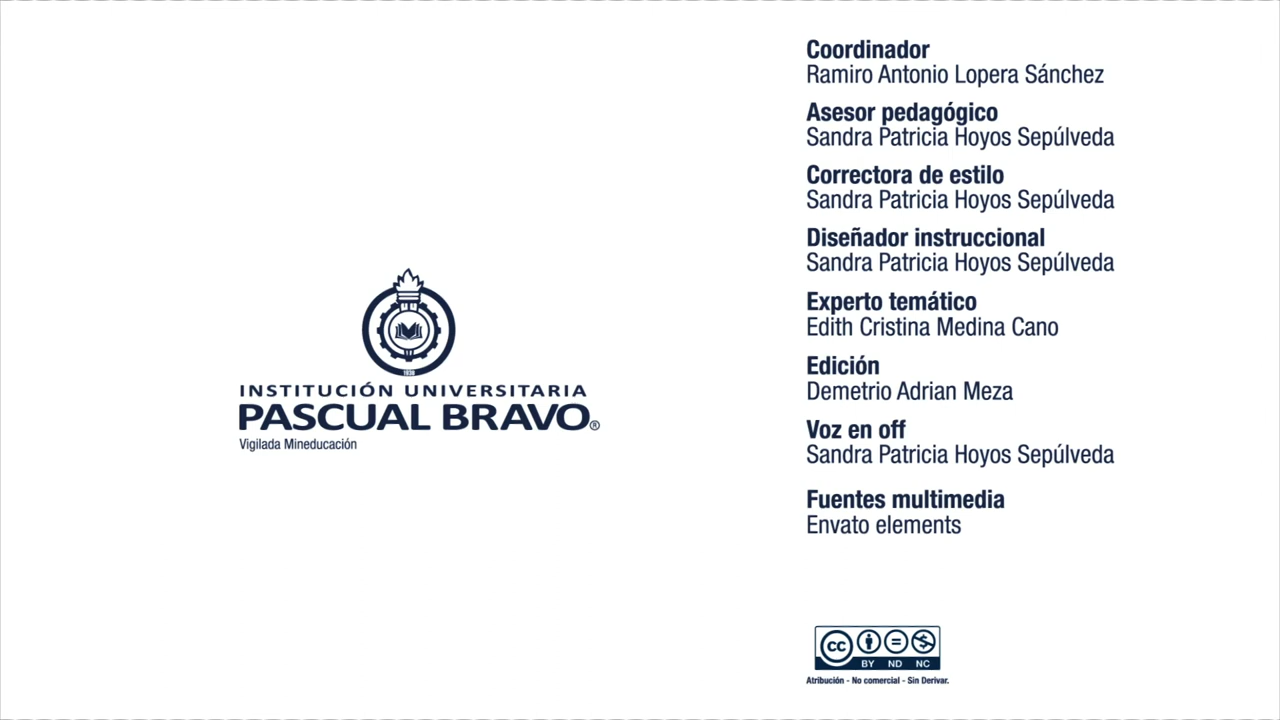 1938
INSTITUCIÓN UNIVERSITARIA
PASCUAL BRAVO®
Vigilada Mineducación
Coordinador
Ramiro Antonio Lopera Sánchez
Asesor pedagógico
Sandra Patricia Hoyos Sepúlveda
Correctora de estilo
Sandra Patricia Hoyos Sepúlveda
Diseñador instruccional
Sandra Patricia Hoyos Sepúlveda
Experto temático
Edith Cristina Medina Cano
Edición
Demetrio Adrian Meza
Voz en off
Sandra Patricia Hoyos Sepúlveda
Fuentes multimedia
Envato elements
cc
BY ND NC
Atribución - No comercial - Sin Derivar.